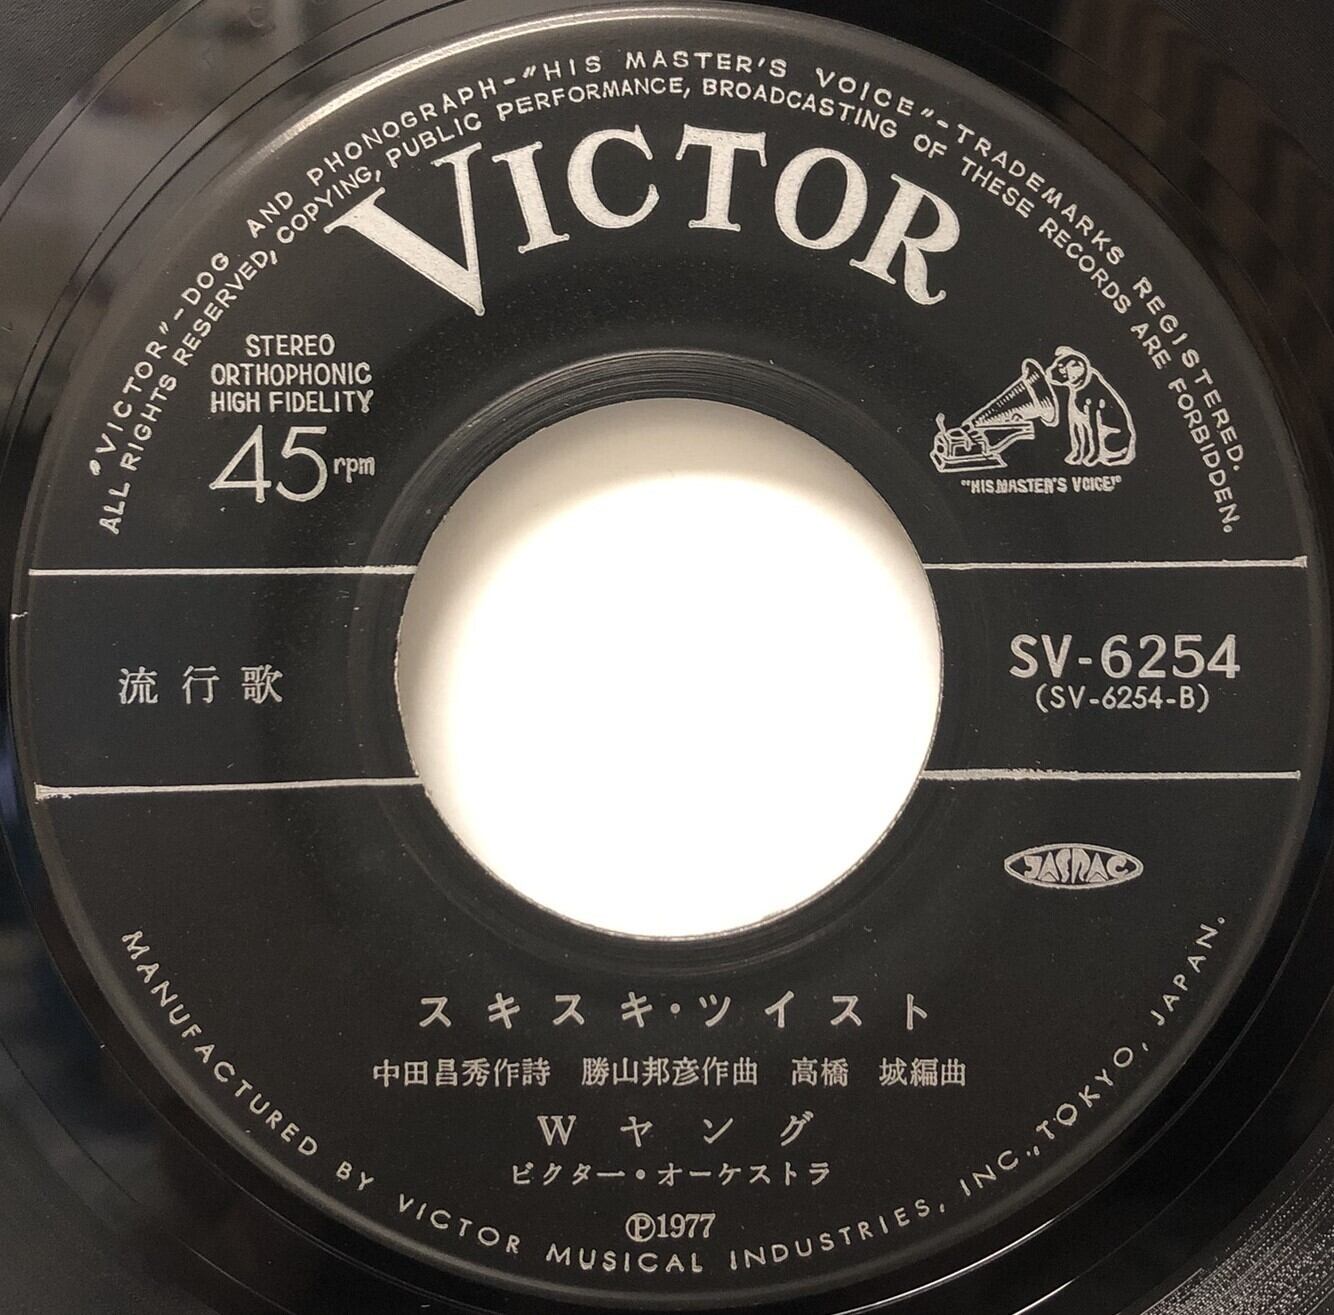 "VICTOR"-DOG AND PHONOGRAPH-"HIS MASTER'S VOICE"-TRADEMARKS REGISTERED.
ALL RIGHTS RESERVED, COPYING, PUBLIC PERFORMANCE, BROADCASTING OF THESE RECORDS ARE FORBIDDEN.
VICTOR
STEREO
ORTHOPHONIC
HIGH FIDELITY
45rpm
"HIS MASTER'S VOICE"
流行歌
SV-6254
(SV-6254-B)
JASRAC
スキスキ・ツイスト
中田昌秀作詩 勝山邦彦作曲 高橋 城編曲
Wヤング
ビクター・オーケストラ
Ⓟ1977
MANUFACTURED BY VICTOR MUSICAL INDUSTRIES, INC., TOKYO, JAPAN.